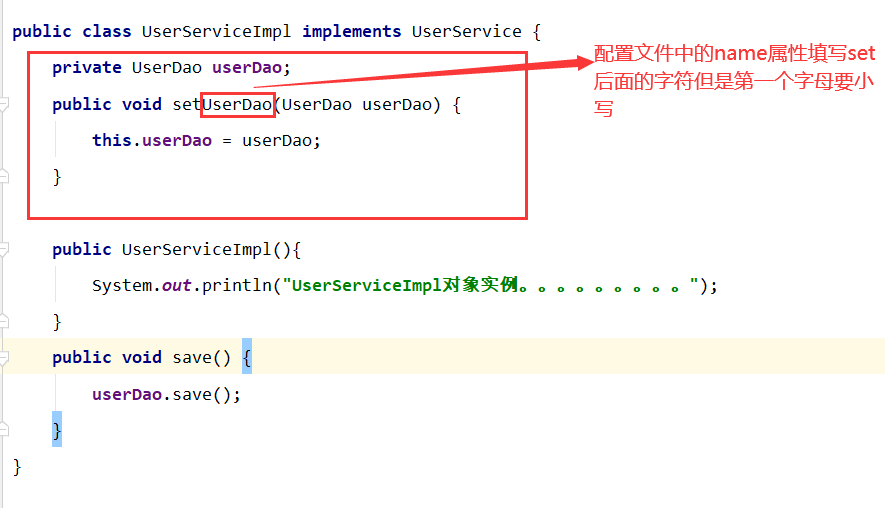 public class UserServiceImpl implements UserService {
private UserDao userDao;
public void setUserDao(UserDao userDao) {
this.userDao = userDao;
}
配置文件中的name属性填写set
后面的字符但是第一个字母要小
写
public UserServiceImpl(){
System.out.println("UserServiceImpl对象实例。。。。。。。。。");
}
public void save() {
userDao.save();
}
}